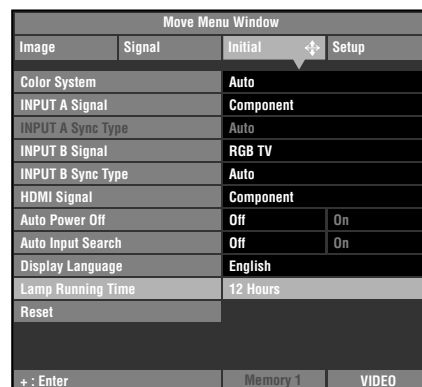 Move Menu Window
Image Signal Initial Setup
Color System Auto
INPUT A Signal Component
INPUT A Sync Type Auto
INPUT B Signal RGB TV
INPUT B Sync Type Auto
HDMI Signal Component
Auto Power Off Off On
Auto Input Search Off On
Display Language English
Lamp Running Time 12 Hours
Reset
+ : Enter Memory 1 VIDEO